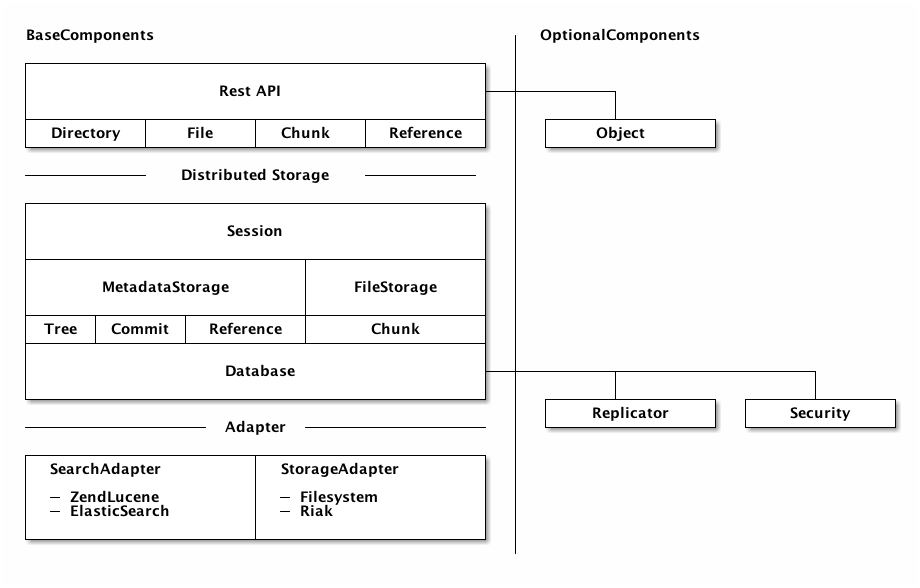 BaseComponents
OptionalComponents
Rest API
Directory File Chunk Reference
Object
Distributed Storage
Session
MetadataStorage FileStorage
Tree Commit Reference Chunk
Database
Replicator Security
Adapter
SearchAdapter
– ZendLucene
– ElasticSearch
StorageAdapter
– Filesystem
– Riak